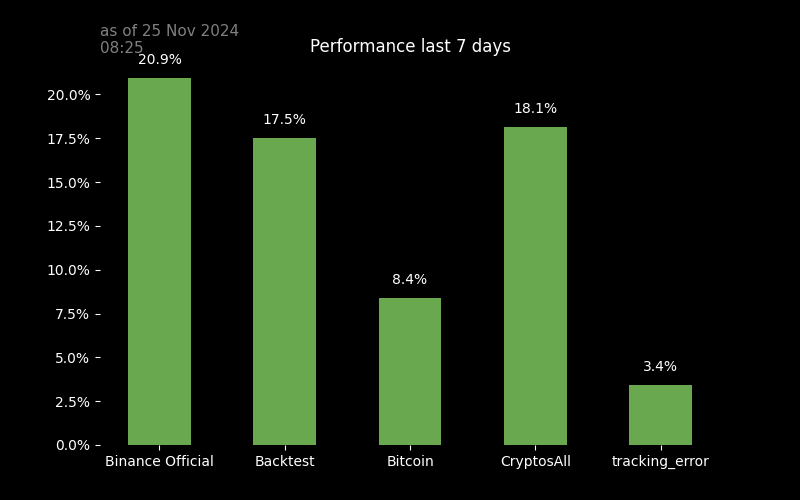 as of 25 Nov 2024
08:25
Performance last 7 days
20.9%
17.5%
8.4%
18.1%
3.4%
20.0%
17.5%
15.0%
12.5%
10.0%
7.5%
5.0%
2.5%
0.0%
Binance Official
Backtest
Bitcoin
CryptosAll
tracking_error